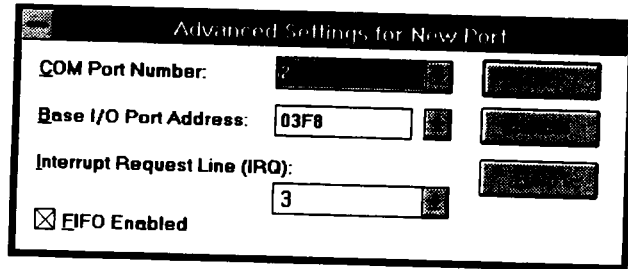 Advanced Settings for New Port
COM Port Number:
2
Base I/O Port Address:
03F8
Interrupt Request Line (IRQ):
3
FIFO Enabled